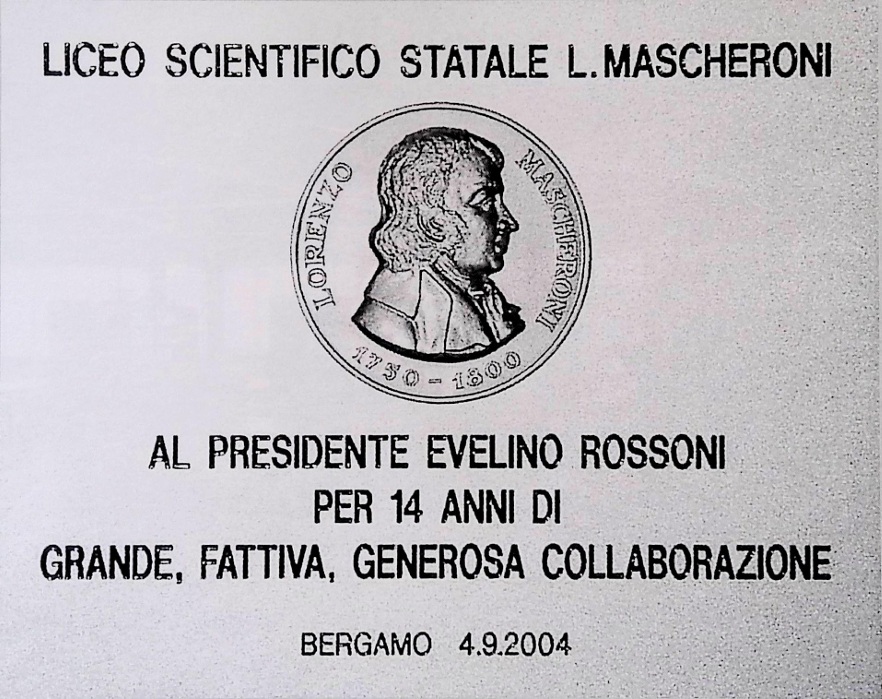 LICEO SCIENTIFICO STATALE L.MASCHERONI
LORENZO MASCHERONI
1750 - 1800
AL PRESIDENTE EVELINO ROSSONI
PER 14 ANNI DI
GRANDE, FATTIVA, GENEROSA COLLABORAZIONE
BERGAMO 4.9.2004